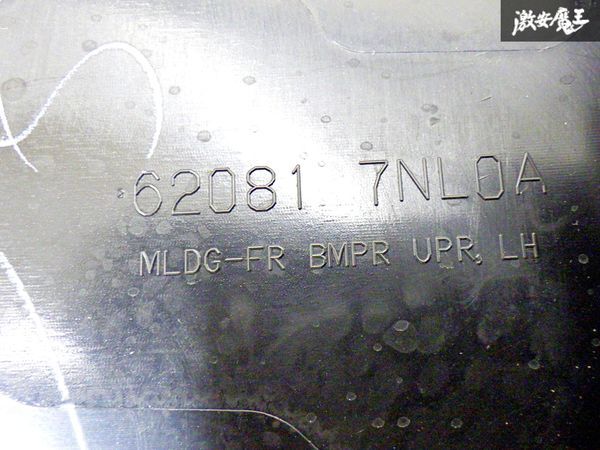 激安魔王
62081 7NL0A
MLDG-FR BMPR UPR, LH